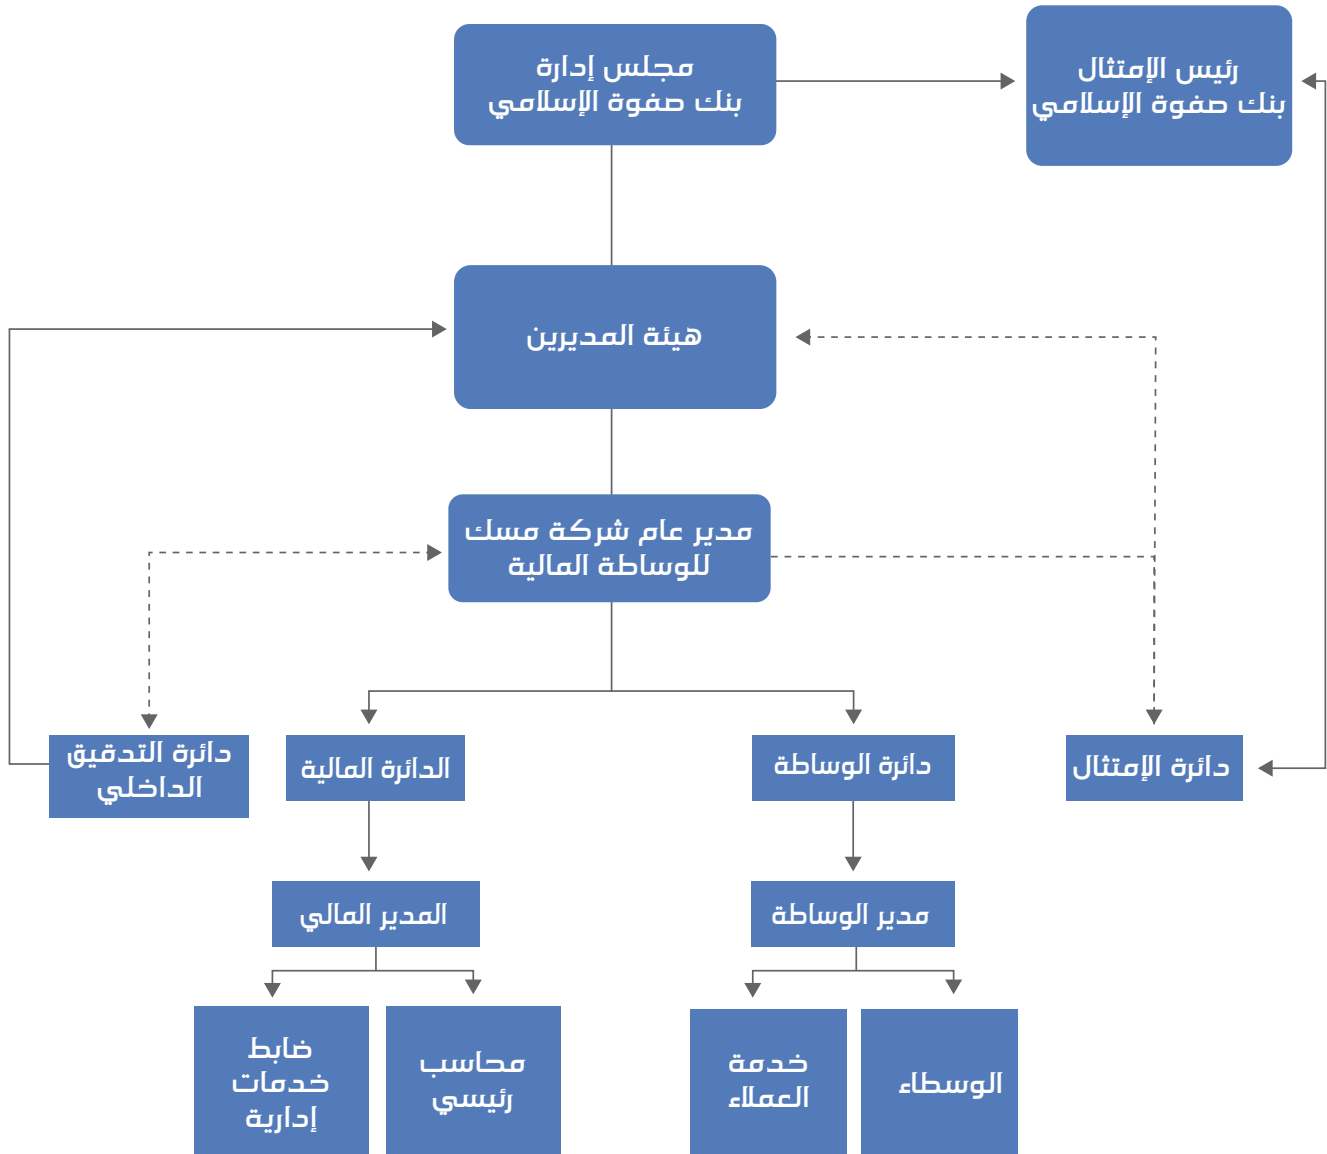 رئيس الإمتثال
بنك صفوة الإسلامي
مجلس إدارة
بنك صفوة الإسلامي
هيئة المديرين
مدير عام شركة مسك
للوساطة المالية
دائرة الإمتثال
دائرة الوساطة
الدائرة المالية
دائرة التدقيق
الداخلي
مدير الوساطة
المدير المالي
الوسطاء
خدمة
العملاء
محاسب
رئيسي
ضابط
خدمات
إدارية